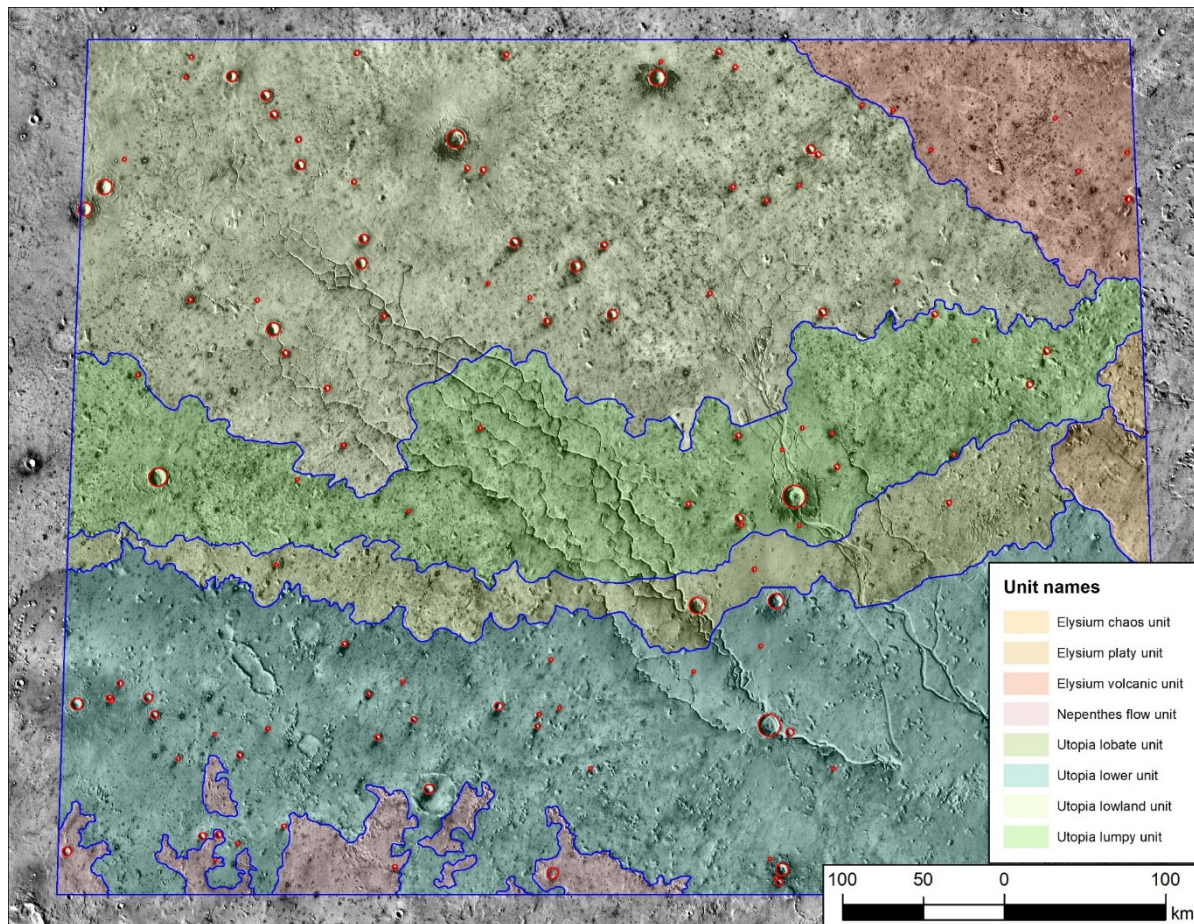 Unit names
Elysium chaos unit
Elysium platy unit
Elysium volcanic unit
Nepenthes flow unit
Utopia lobate unit
Utopia lower unit
Utopia lowland unit
Utopia lumpy unit
100 50 0 100
km